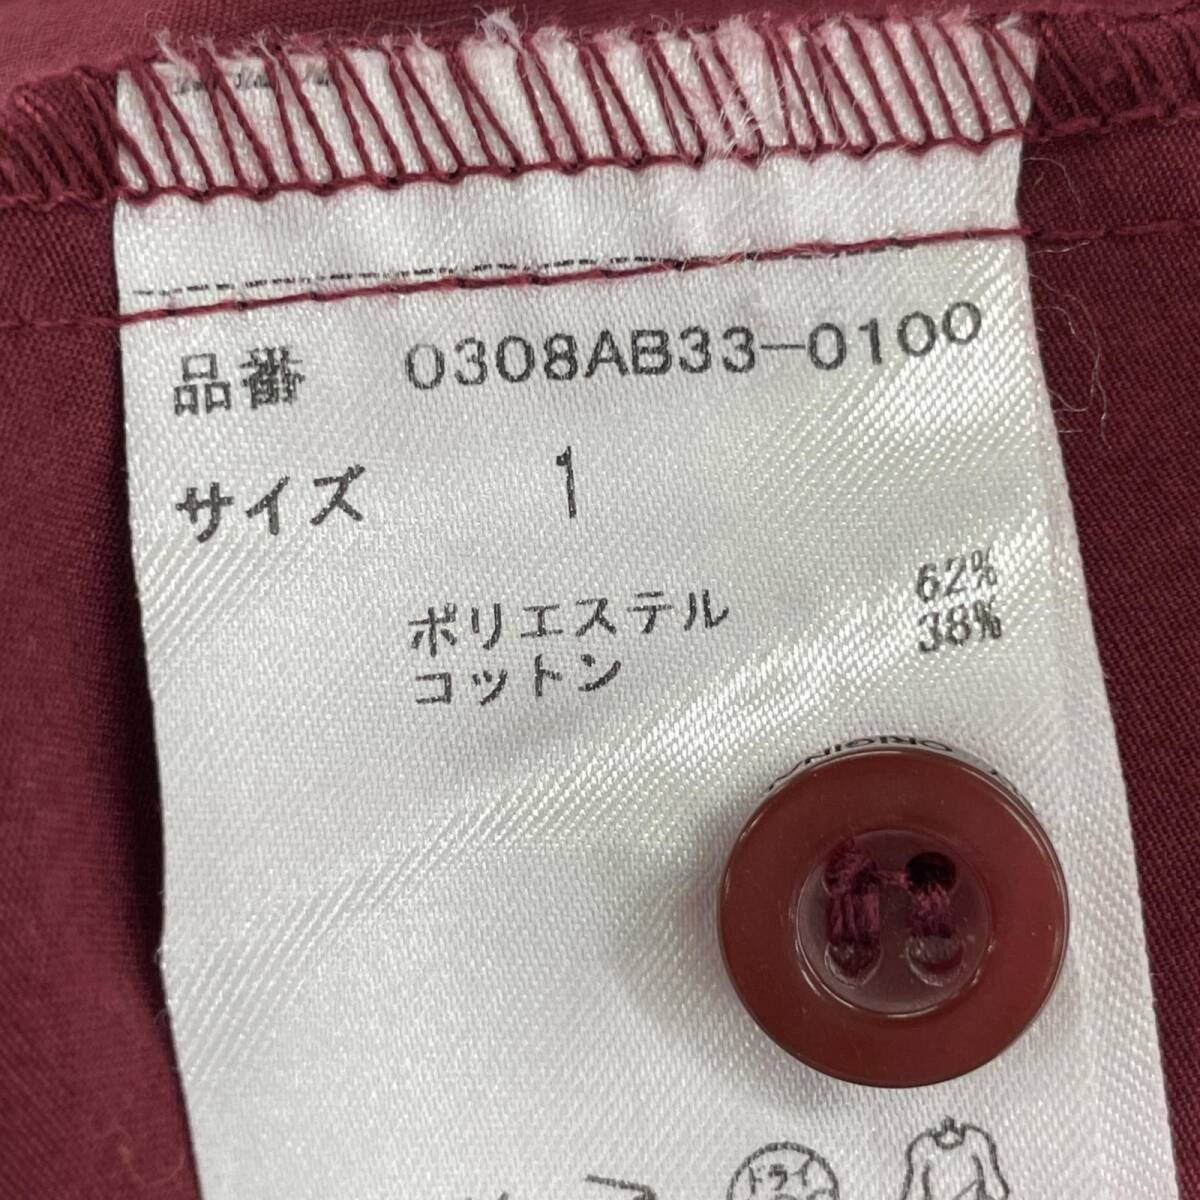 品番 0308AB33-0100
サイズ 1
ポリエステル 62%
コットン 38%
ドライ